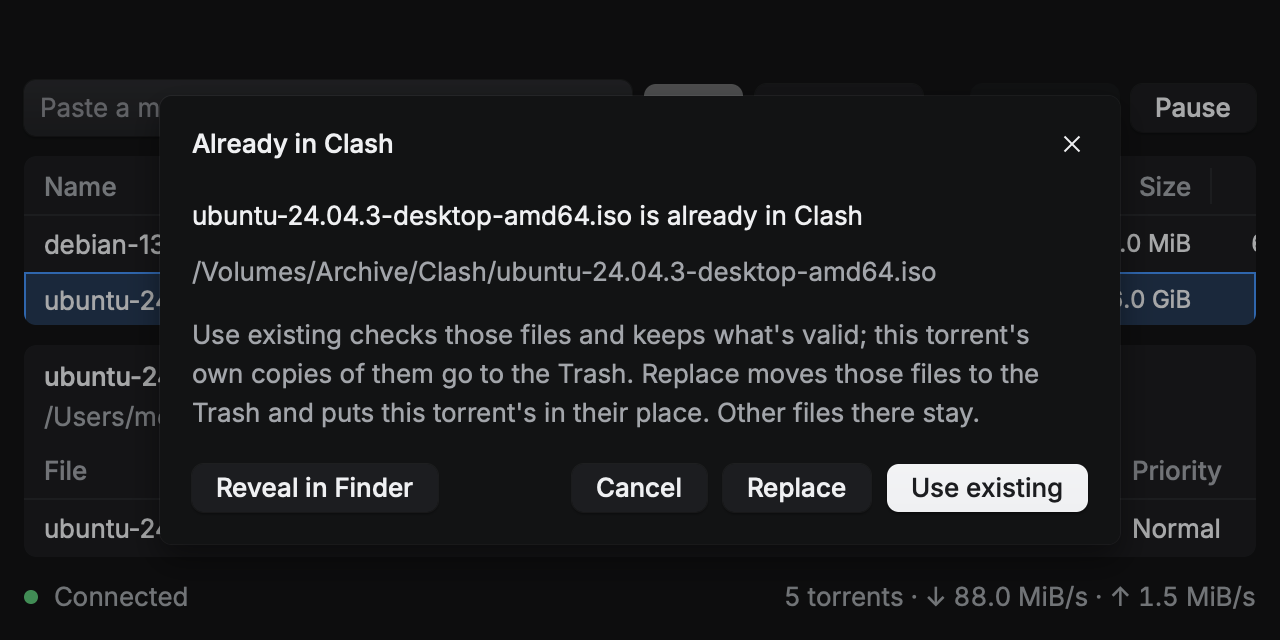 Paste a m
Pause
Already in Clash
Name
Size
ubuntu-24.04.3-desktop-amd64.iso is already in Clash
debian-13
.0 MiB
/Volumes/Archive/Clash/ubuntu-24.04.3-desktop-amd64.iso
ubuntu-24
.0 GiB
Use existing checks those files and keeps what's valid; this torrent's
own copies of them go to the Trash. Replace moves those files to the
Trash and puts this torrent's in their place. Other files there stay.
ubuntu-24
/Users/m
File
Priority
Reveal in Finder
Cancel
Replace
Use existing
ubuntu-24
Normal
Connected
5 torrents · ↓ 88.0 MiB/s · ↑ 1.5 MiB/s